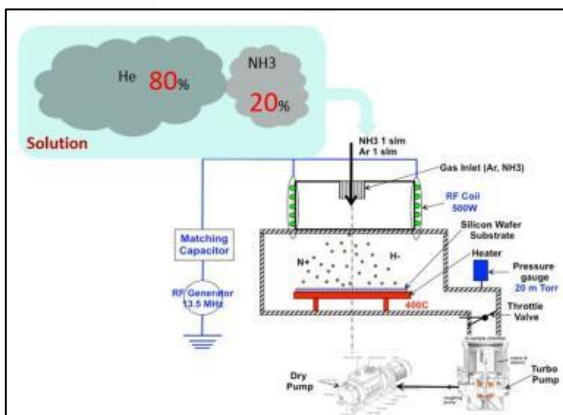 He 80%
NH3
20%
Solution
NH3 1 slm
Ar 1 slm
Gas Inlet (Ar, NH3)
RF Coil
500W
Silicon Wafer
Substrate
Heater
Matching
Capacitor
N+
H-
Pressure
gauge
20 m Torr
RF Generator
13.5 MHz
400C
Throttle
Valve
Dry
Pump
Turbo
Pump